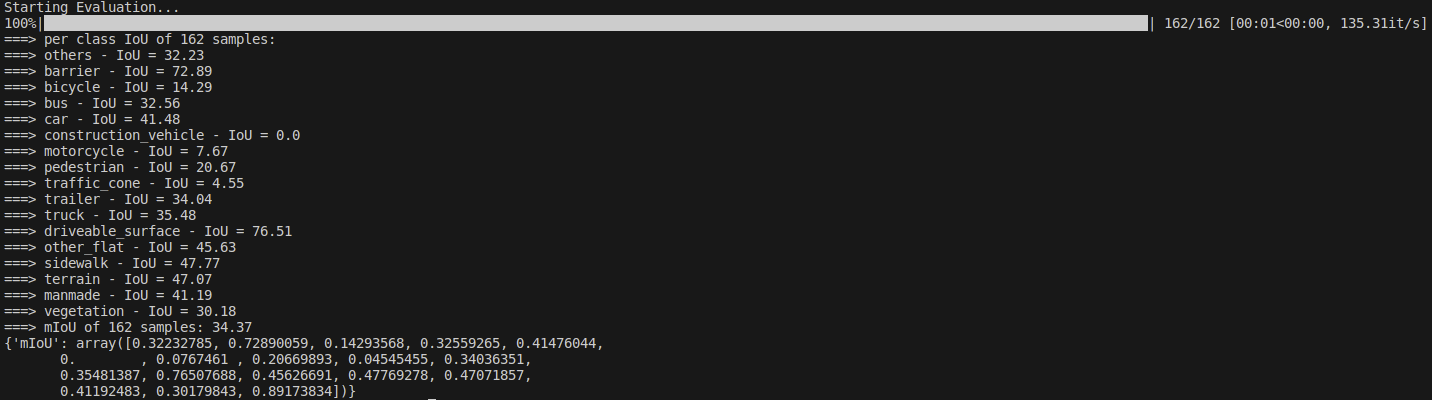 Starting Evaluation...
100%|| 162/162 [00:01<00:00, 135.31it/s]
===> per class IoU of 162 samples:
===> others - IoU = 32.23
===> barrier - IoU = 72.89
===> bicycle - IoU = 14.29
===> bus - IoU = 32.56
===> car - IoU = 41.48
===> construction_vehicle - IoU = 0.0
===> motorcycle - IoU = 7.67
===> pedestrian - IoU = 20.67
===> traffic_cone - IoU = 4.55
===> trailer - IoU = 34.04
===> truck - IoU = 35.48
===> driveable_surface - IoU = 76.51
===> other_flat - IoU = 45.63
===> sidewalk - IoU = 47.77
===> terrain - IoU = 47.07
===> manmade - IoU = 41.19
===> vegetation - IoU = 30.18
===> mIoU of 162 samples: 34.37
{'mIoU': array([0.32232785, 0.72890059, 0.14293568, 0.32559265, 0.41476044,
       0.        , 0.0767461 , 0.20669893, 0.04545455, 0.34036351,
       0.35481387, 0.76507688, 0.45626691, 0.47769278, 0.47071857,
       0.41192483, 0.30179843, 0.89173834])}